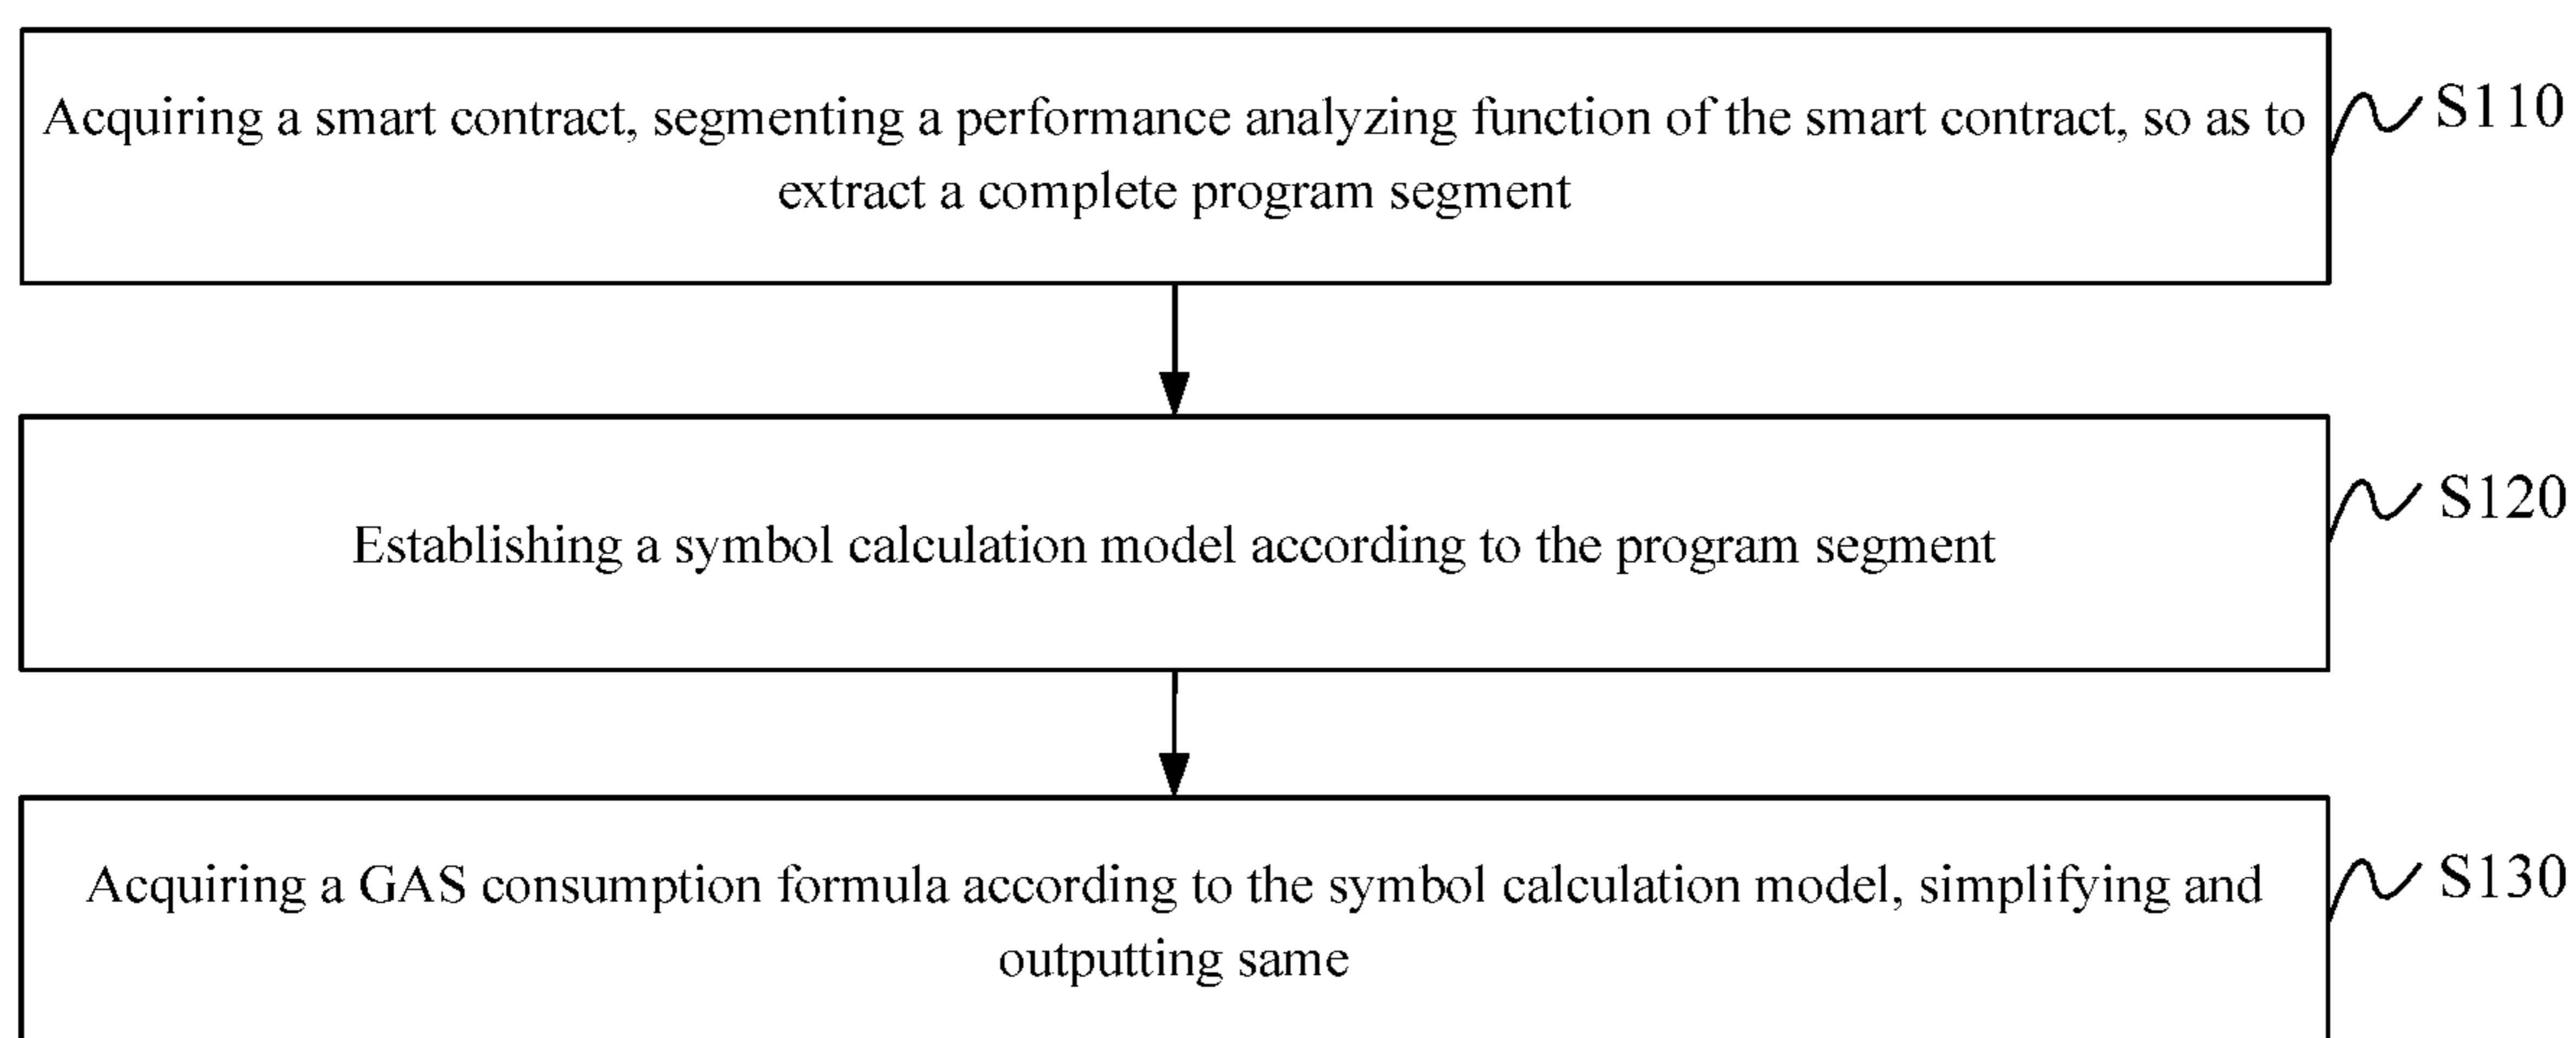 Acquiring a smart contract, segmenting a performance analyzing function of the smart contract, so as to
extract a complete program segment
S110
Establishing a symbol calculation model according to the program segment
S120
Acquiring a GAS consumption formula according to the symbol calculation model, simplifying and
outputting same
S130